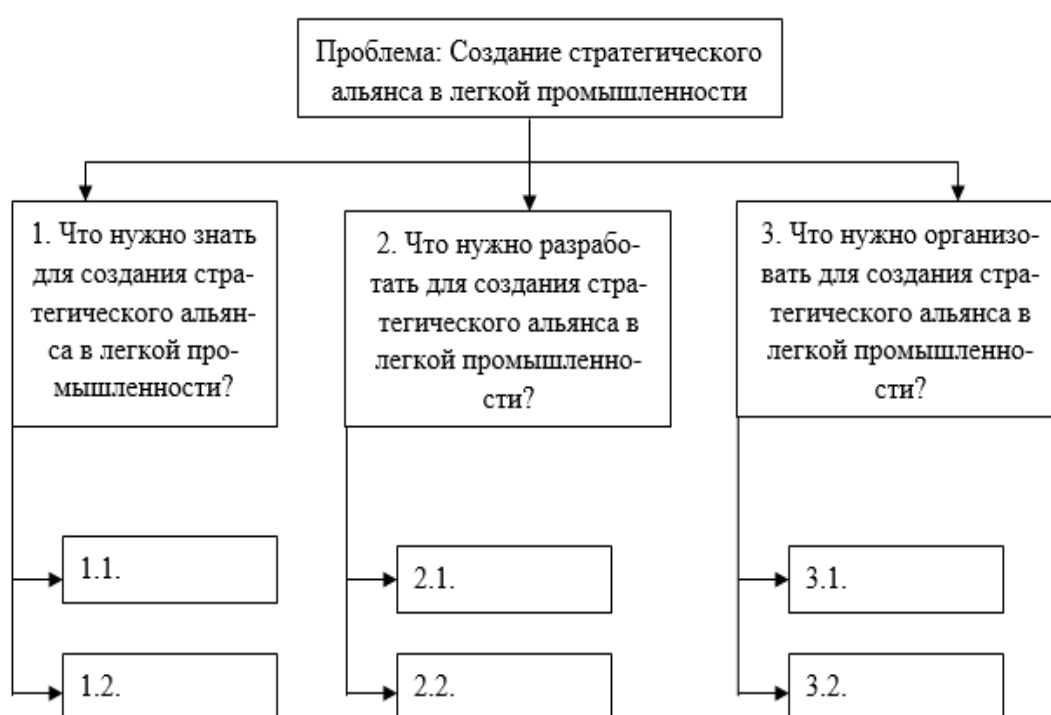 Проблема: Создание стратегического
альянса в легкой промышленности
1. Что нужно знать
для создания стра-
тегического альян-
са в легкой про-
мышленности?
2. Что нужно разрабо-
тать для создания стра-
тегического альянса в
легкой промышленно-
сти?
3. Что нужно организо-
вать для создания стра-
тегического альянса в
легкой промышленно-
сти?
1.1.
2.1.
3.1.
1.2.
2.2.
3.2.